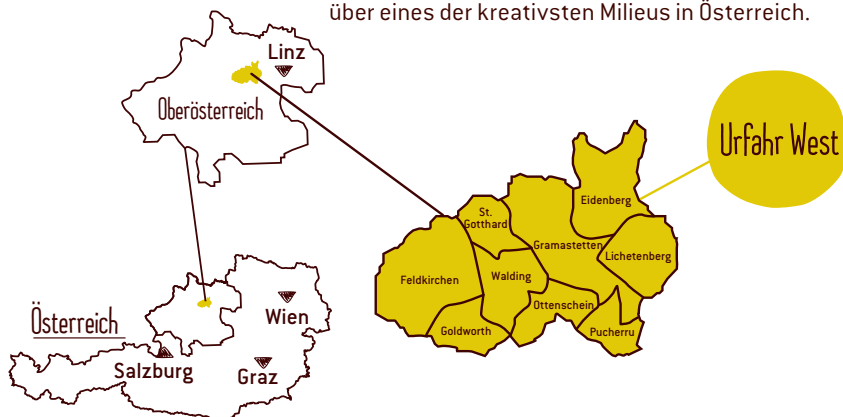 über eines der kreativsten Milieus in Österreich.
Linz
Oberösterreich
Urfahr West
Eidenberg
St.
Gotthard
Gramastetten
Lichetenberg
Feldkirchen
Walding
Ottenschein
Goldworth
Pucherru
Österreich
Wien
Salzburg
Graz